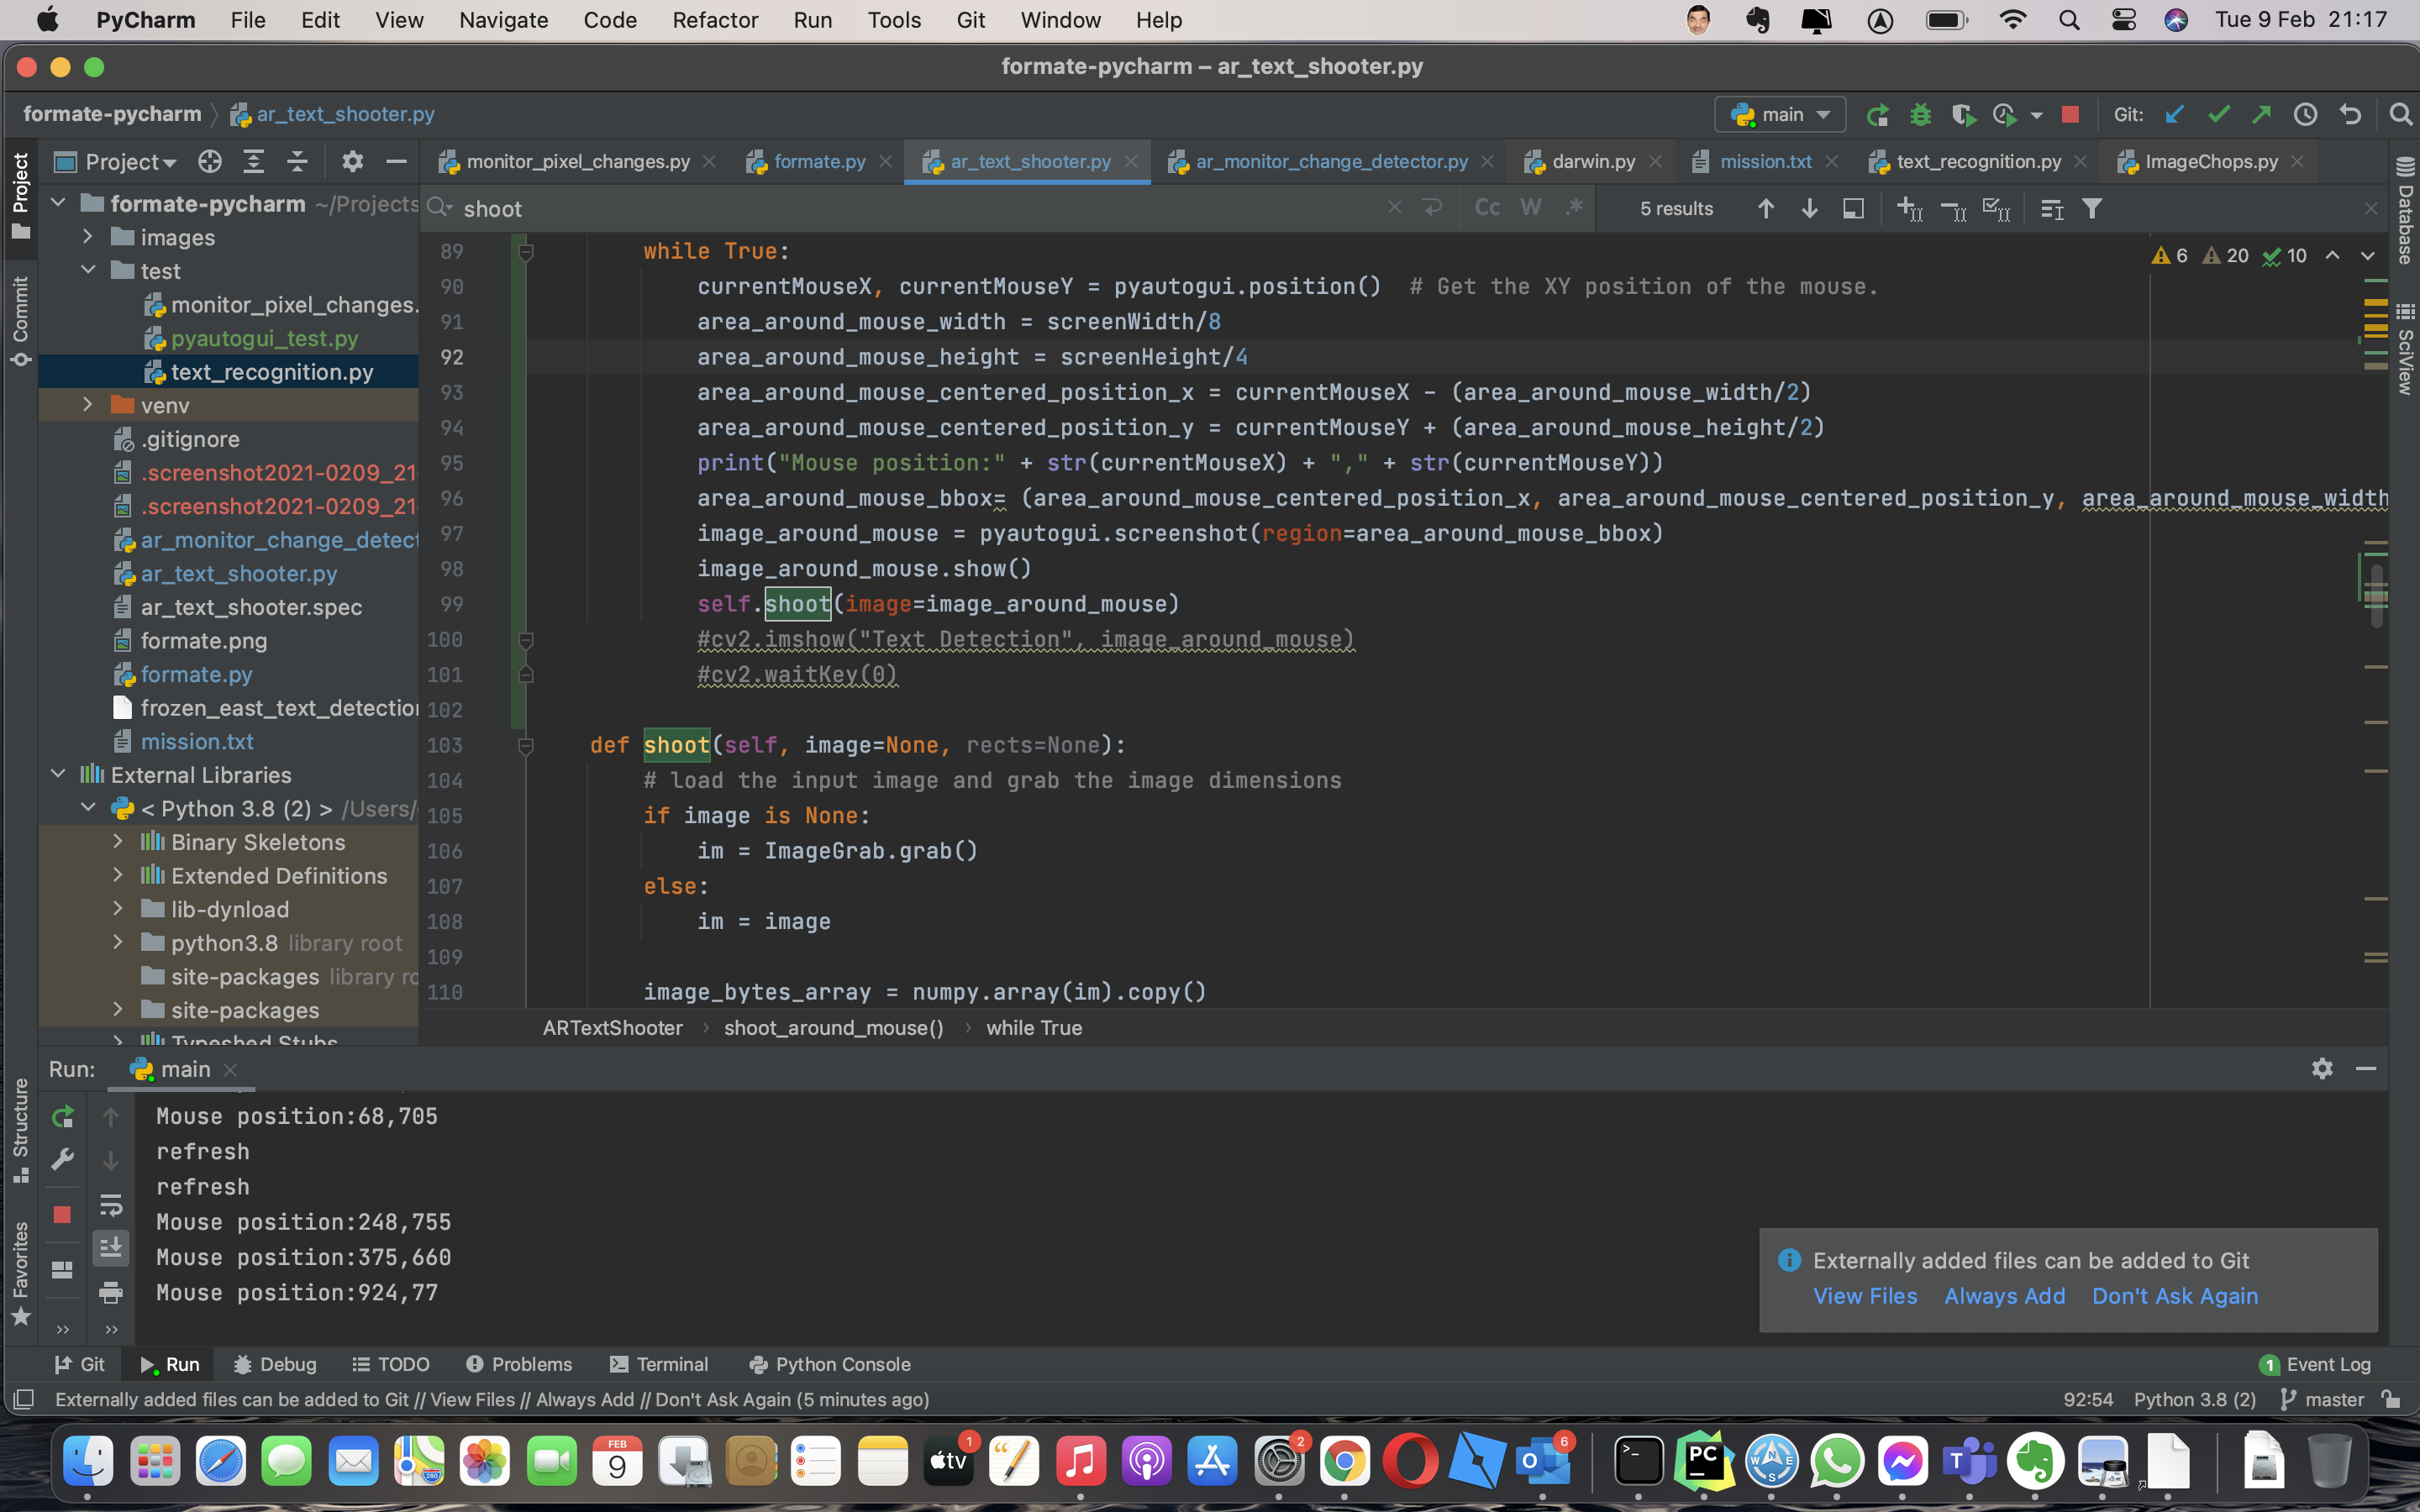 PyCharm File Edit View Navigate Code Refactor Run Tools Git Window Help Tue 9 Feb 21:17
formate-pycharm – ar_text_shooter.py
formate-pycharm ar_text_shooter.py main Git:
Project monitor_pixel_changes.py formate.py ar_text_shooter.py ar_monitor_change_detector.py darwin.py mission.txt text_recognition.py ImageChops.py
shoot Cc W .* 5 results
Project
Commit
Structure
Favorites
Database
SciView
formate-pycharm ~/Projects
images
test
monitor_pixel_changes.
pyautogui_test.py
text_recognition.py
venv
.gitignore
.screenshot2021-0209_21
.screenshot2021-0209_21
ar_monitor_change_detect
ar_text_shooter.py
ar_text_shooter.spec
formate.png
formate.py
frozen_east_text_detection
mission.txt
External Libraries
< Python 3.8 (2) > /Users/
Binary Skeletons
Extended Definitions
lib-dynload
python3.8 library root
site-packages library ro
site-packages
Typeshed Stubs
6 20 10
89 while True:
90 currentMouseX, currentMouseY = pyautogui.position() # Get the XY position of the mouse.
91 area_around_mouse_width = screenWidth/8
92 area_around_mouse_height = screenHeight/4
93 area_around_mouse_centered_position_x = currentMouseX - (area_around_mouse_width/2)
94 area_around_mouse_centered_position_y = currentMouseY + (area_around_mouse_height/2)
95 print("Mouse position:" + str(currentMouseX) + "," + str(currentMouseY))
96 area_around_mouse_bbox= (area_around_mouse_centered_position_x, area_around_mouse_centered_position_y, area_around_mouse_width
97 image_around_mouse = pyautogui.screenshot(region=area_around_mouse_bbox)
98 image_around_mouse.show()
99 self.shoot(image=image_around_mouse)
100 #cv2.imshow("Text Detection", image_around_mouse)
101 #cv2.waitKey(0)
102
103 def shoot(self, image=None, rects=None):
104 # load the input image and grab the image dimensions
105 if image is None:
106 im = ImageGrab.grab()
107 else:
108 im = image
109
110 image_bytes_array = numpy.array(im).copy()
ARTextShooter › shoot_around_mouse() › while True
Run: main
Mouse position:68,705
refresh
refresh
Mouse position:248,755
Mouse position:375,660
Mouse position:924,77
Externally added files can be added to Git
View Files Always Add Don't Ask Again
Git Run Debug TODO Problems Terminal Python Console 1 Event Log
Externally added files can be added to Git // View Files // Always Add // Don't Ask Again (5 minutes ago) 92:54 Python 3.8 (2) master
FEB
9
280
tv
1
2
O
6
>_
PC
N
W
E
S
T